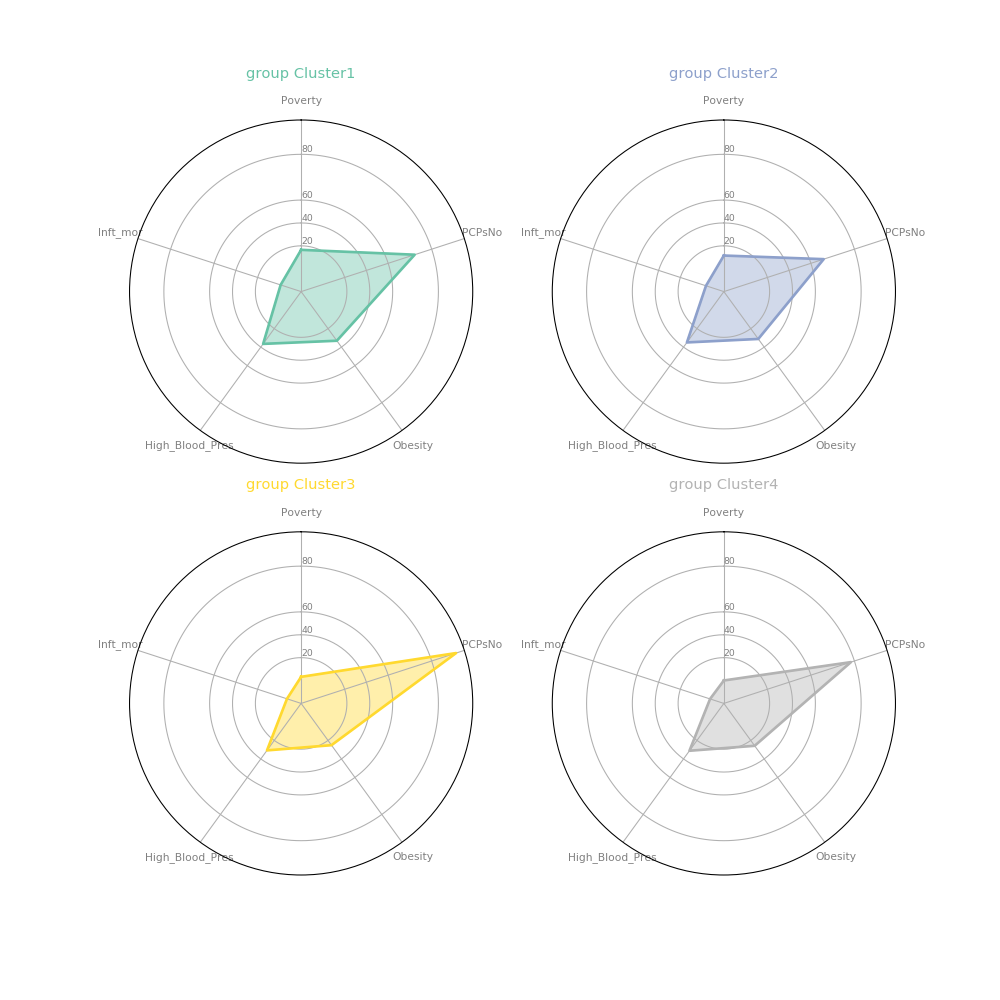 group Cluster1
Poverty
80
60
40
20
Inft_mor
PCPsNo
High_Blood_Pres
Obesity
group Cluster2
Poverty
80
60
40
20
Inft_mor
PCPsNo
High_Blood_Pres
Obesity
group Cluster3
Poverty
80
60
40
20
Inft_mor
PCPsNo
High_Blood_Pres
Obesity
group Cluster4
Poverty
80
60
40
20
Inft_mor
PCPsNo
High_Blood_Pres
Obesity